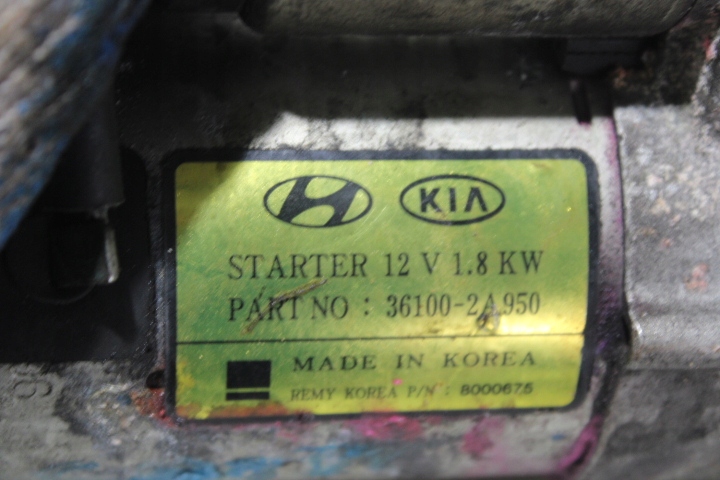 KIA
STARTER 12 V 1.8 KW
PART NO : 36100-2A950
MADE IN KOREA
REMY KOREA P/N : 8000675